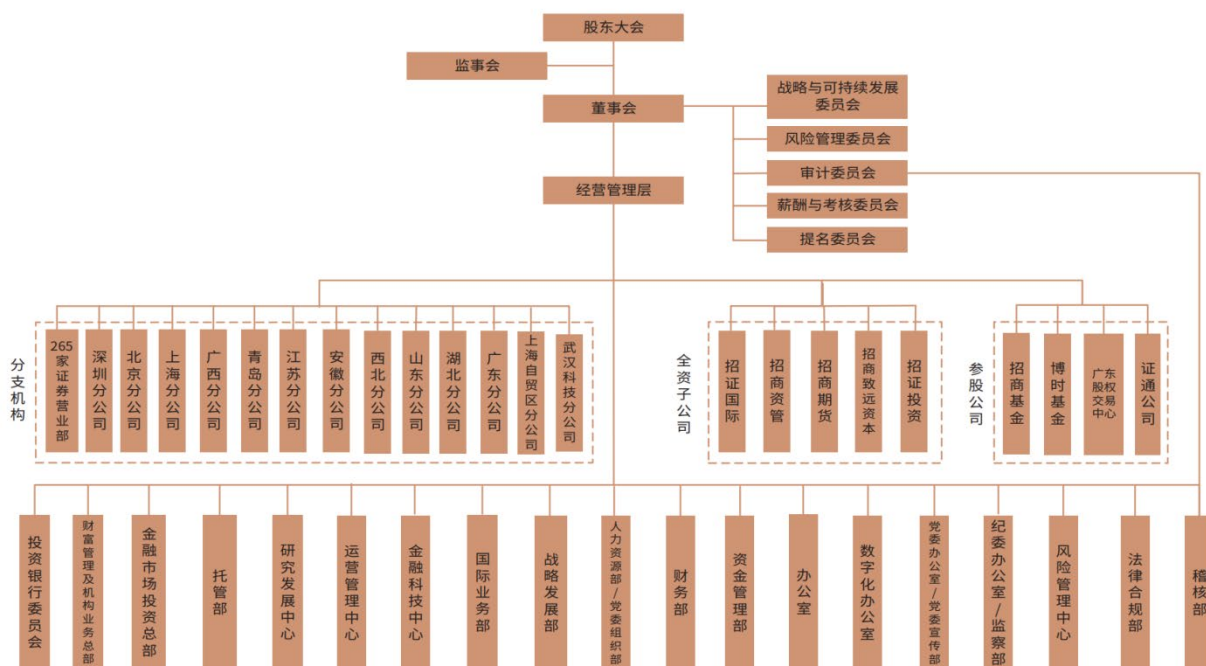 股东大会
监事会
董事会
战略与可持续发展
委员会
风险管理委员会
审计委员会
经营管理层
薪酬与考核委员会
提名委员会
分支机构
265
家证券营业部
深圳分公司
北京分公司
上海分公司
广西分公司
青岛分公司
江苏分公司
安徽分公司
西北分公司
山东分公司
湖北分公司
广东分公司
上海自贸区分公司
武汉科技分公司
全资子公司
招证国际
招商资管
招商期货
招商致远资本
招证投资
参股公司
招商基金
博时基金
广东
股权
交易
中心
证通公司
投资银行委员会
财富管理及机构业务总部
金融市场投资总部
托管部
研究发展中心
运营管理中心
金融科技中心
国际业务部
战略发展部
人力资源部/党委组织部
财务部
资金管理部
办公室
数字化办公室
党委办公室/党委宣传部
纪委办公室/监察部
风险管理中心
法律合规部
稽核部